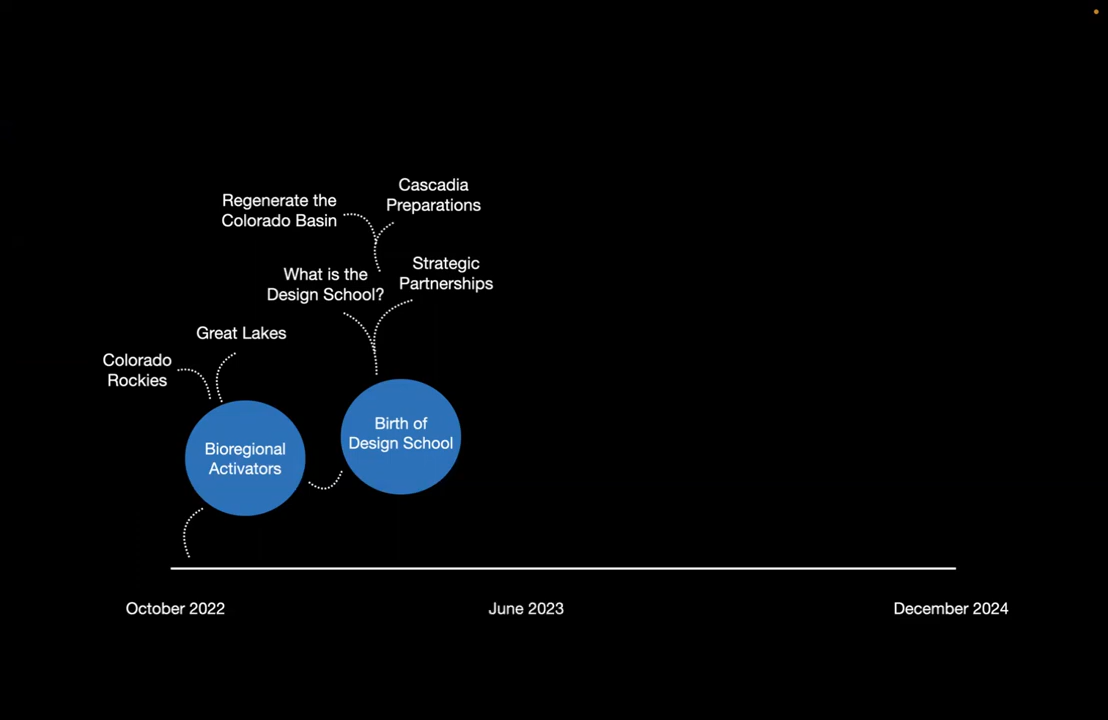 Cascadia
Preparations
Regenerate the
Colorado Basin
Strategic
Partnerships
What is the
Design School?
Great Lakes
Colorado
Rockies
Birth of
Design School
Bioregional
Activators
October 2022
June 2023
December 2024